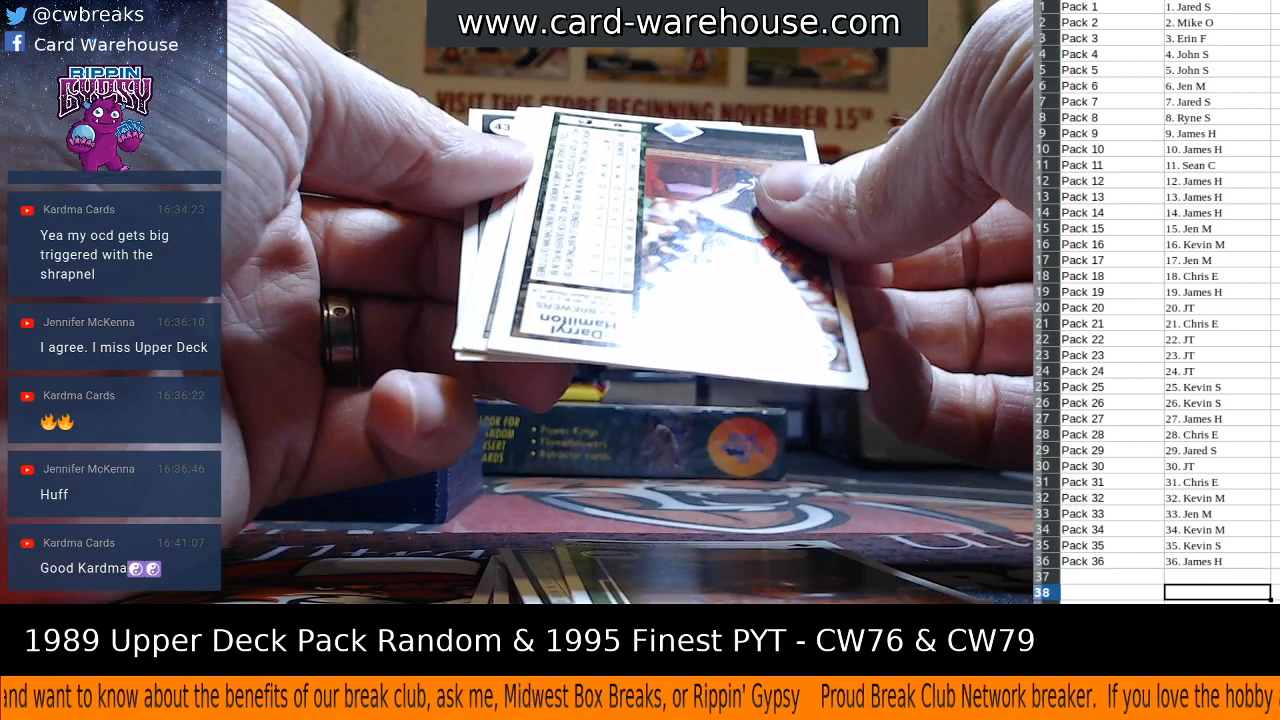 @cwbreaks
Card Warehouse
RIPPIN
GYPSY
Kardma Cards 16:34:23
Yea my ocd gets big
triggered with the
shrapnel
Jennifer McKenna 16:36:10
I agree. I miss Upper Deck
Kardma Cards 16:36:22
🔥🔥
Jennifer McKenna 16:36:46
Huff
Kardma Cards 16:41:07
Good Kardma☯☯
www.card-warehouse.com
VISIT THIS STORE BEGINNING NOVEMBER 15TH
43
BREWERS
Darryl
Hamilton
LOOK FOR
RANDOM
INSERT
CARDS
• Power Kings
• Flamethrowers
• Refractor cards
1 Pack 1 1. Jared S
2 Pack 2 2. Mike O
3 Pack 3 3. Erin F
4 Pack 4 4. John S
5 Pack 5 5. John S
6 Pack 6 6. Jen M
7 Pack 7 7. Jared S
8 Pack 8 8. Ryne S
9 Pack 9 9. James H
10 Pack 10 10. James H
11 Pack 11 11. Sean C
12 Pack 12 12. James H
13 Pack 13 13. James H
14 Pack 14 14. James H
15 Pack 15 15. Jen M
16 Pack 16 16. Kevin M
17 Pack 17 17. Jen M
18 Pack 18 18. Chris E
19 Pack 19 19. James H
20 Pack 20 20. JT
21 Pack 21 21. Chris E
22 Pack 22 22. JT
23 Pack 23 23. JT
24 Pack 24 24. JT
25 Pack 25 25. Kevin S
26 Pack 26 26. Kevin S
27 Pack 27 27. James H
28 Pack 28 28. Chris E
29 Pack 29 29. Jared S
30 Pack 30 30. JT
31 Pack 31 31. Chris E
32 Pack 32 32. Kevin M
33 Pack 33 33. Jen M
34 Pack 34 34. Kevin M
35 Pack 35 35. Kevin S
36 Pack 36 36. James H
37
38
1989 Upper Deck Pack Random & 1995 Finest PYT - CW76 & CW79
and want to know about the benefits of our break club, ask me, Midwest Box Breaks, or Rippin' Gypsy Proud Break Club Network breaker. If you love the hobby